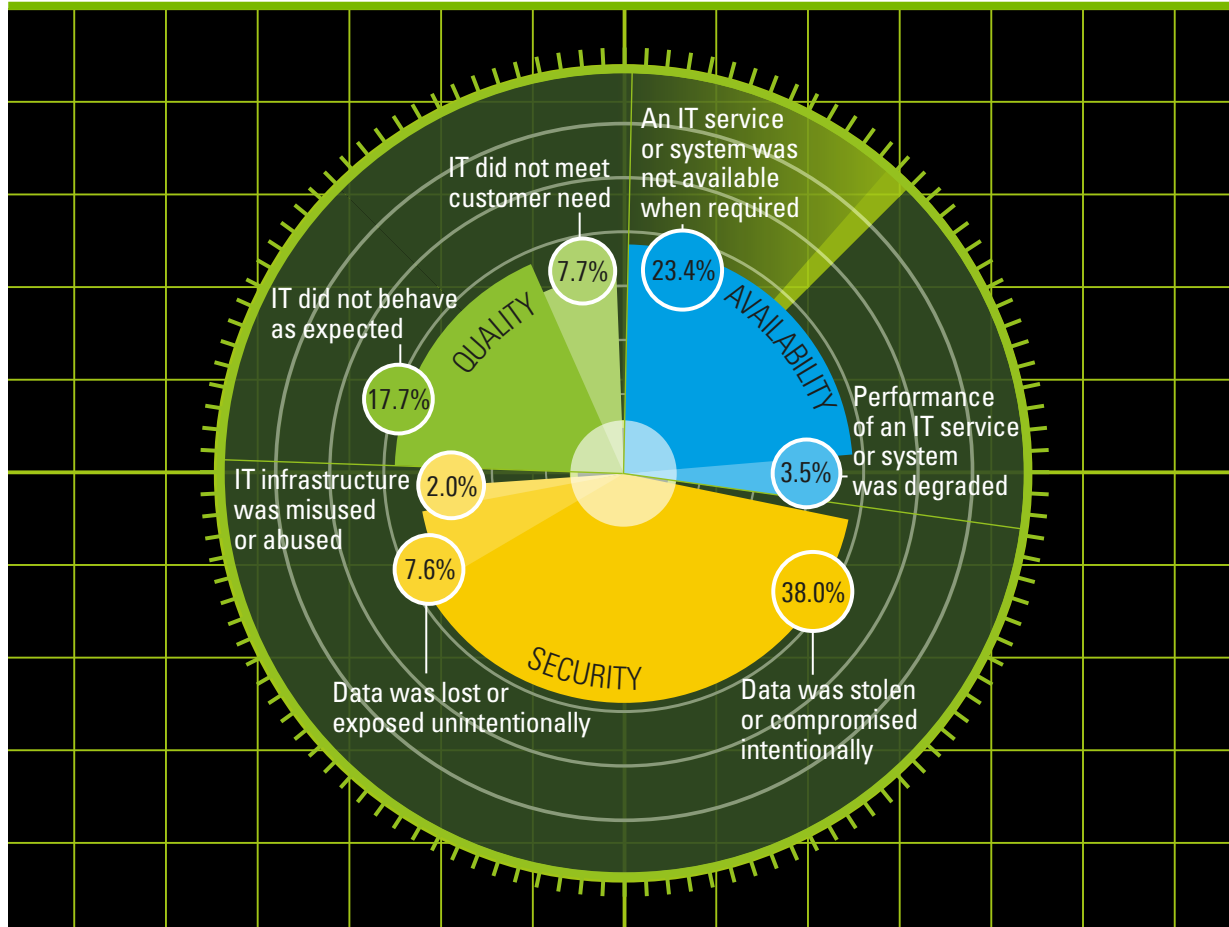 An IT service
or system was
not available
when required
23.4%
AVAILABILITY
Performance
of an IT service
or system
was degraded
3.5%
IT did not meet
customer need
7.7%
IT did not behave
as expected
17.7%
QUALITY
IT infrastructure
was misused
or abused
2.0%
7.6%
Data was lost or
exposed unintentionally
SECURITY
38.0%
Data was stolen
or compromised
intentionally